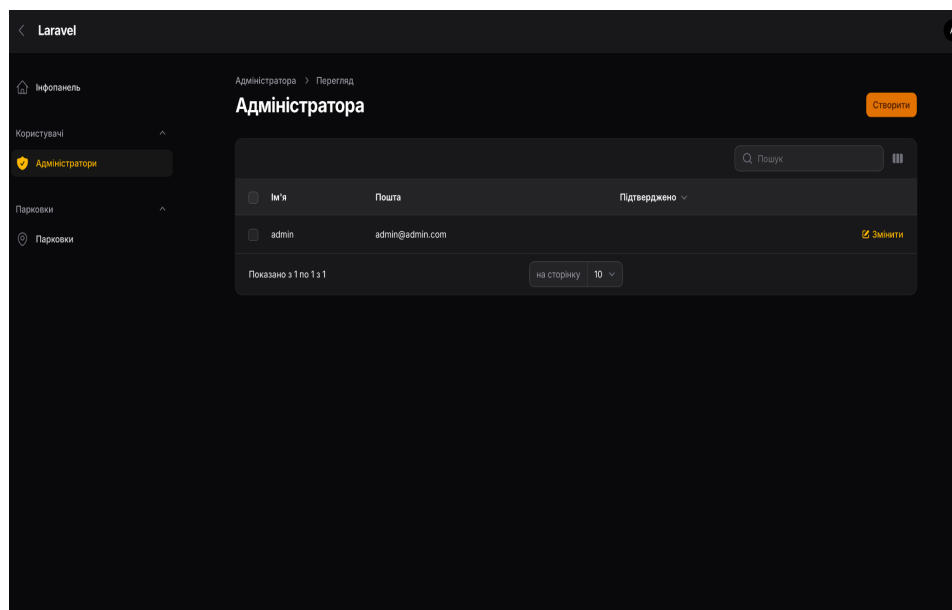 Laravel
Інфопанель
Користувачі
Адміністратори
Парковки
Парковки
Адміністратора > Перегляд
Адміністратора
Створити
Пошук
Ім'я Пошта Підтверджено
admin admin@admin.com Змінити
Показано з 1 по 1 з 1
на сторінку 10